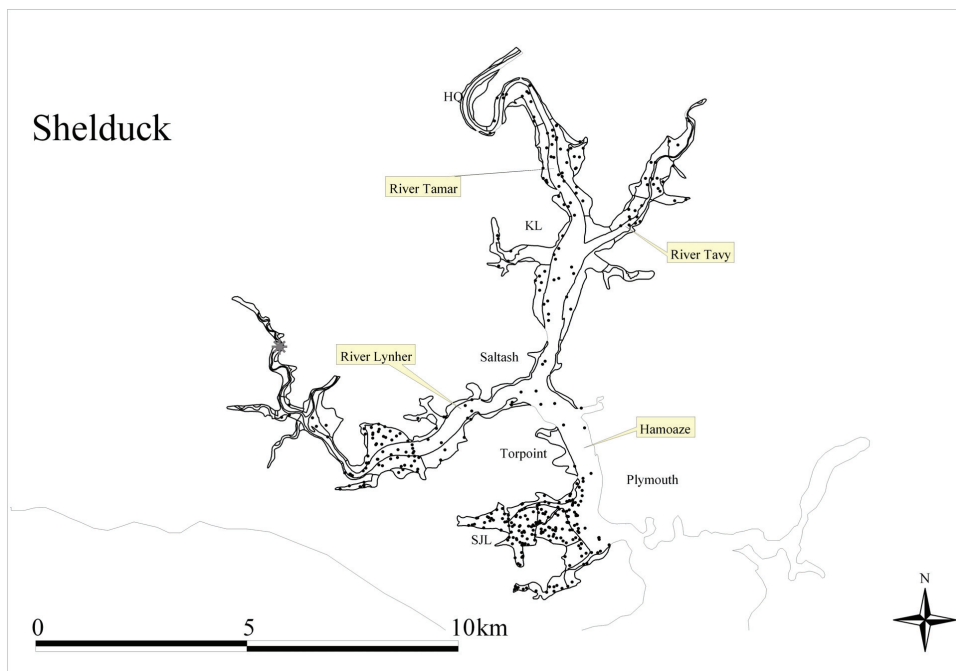 HQ
Shelduck
River Tamar
KL
River Tavy
River Lynher
Saltash
Hamoaze
Torpoint
Plymouth
SJL
N
0 5 10km